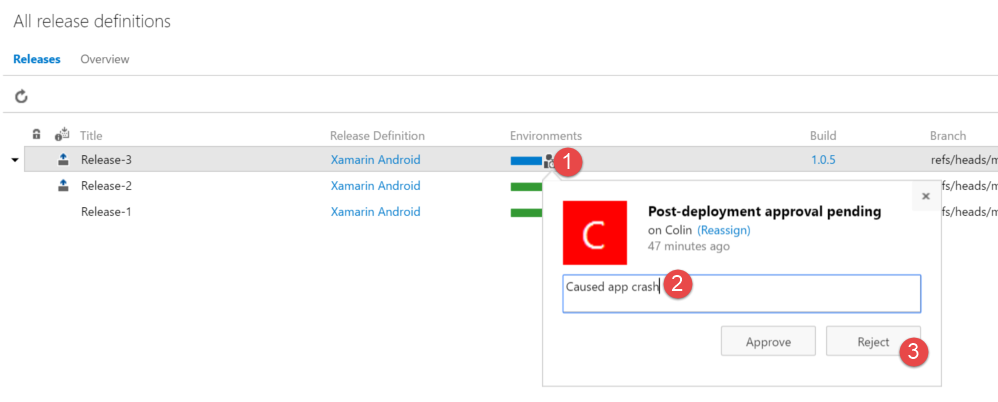 All release definitions
Releases Overview
Title Release Definition Environments Build Branch
Release-3 Xamarin Android 1 1.0.5 refs/heads/m
Release-2 Xamarin Android fs/heads/m
Release-1 Xamarin Android fs/heads/m
C
Post-deployment approval pending
on Colin (Reassign)
47 minutes ago
Caused app crash 2
Approve Reject 3